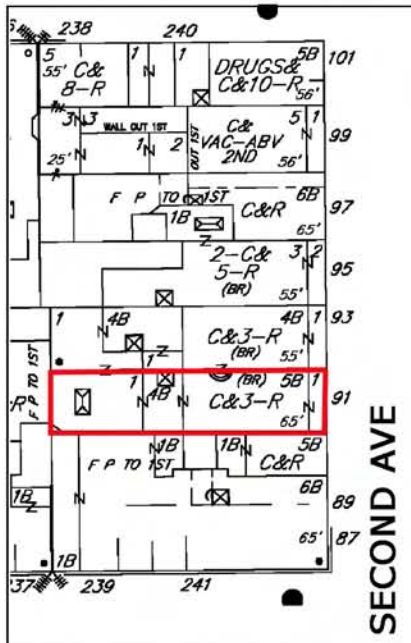 238 240
5 C& 1 1 DRUGS& 5B 101
55' 8-R N C&10-R 56'
3 3 WALL OUT 1ST C& 5 1
N 1 N 2 OUT 1ST VAC-ABV N 99
25' 2ND 56'
F P TO 1ST 6B
1B C&R 97
65'
N 2-C& 3 2
5-R N 95
(BR) 55'
1 4B 4B 1 93
N C&3-R N
1 N (BR) 55'
F P TO 1ST N 1 (BR) 5B 1
4B N N C&3-R N 91
R 65'
1B N 1B N 5B
F P TO 1ST C&R
1B N N 6B
89
65' 87
1B
237 239 241
SECOND AVE